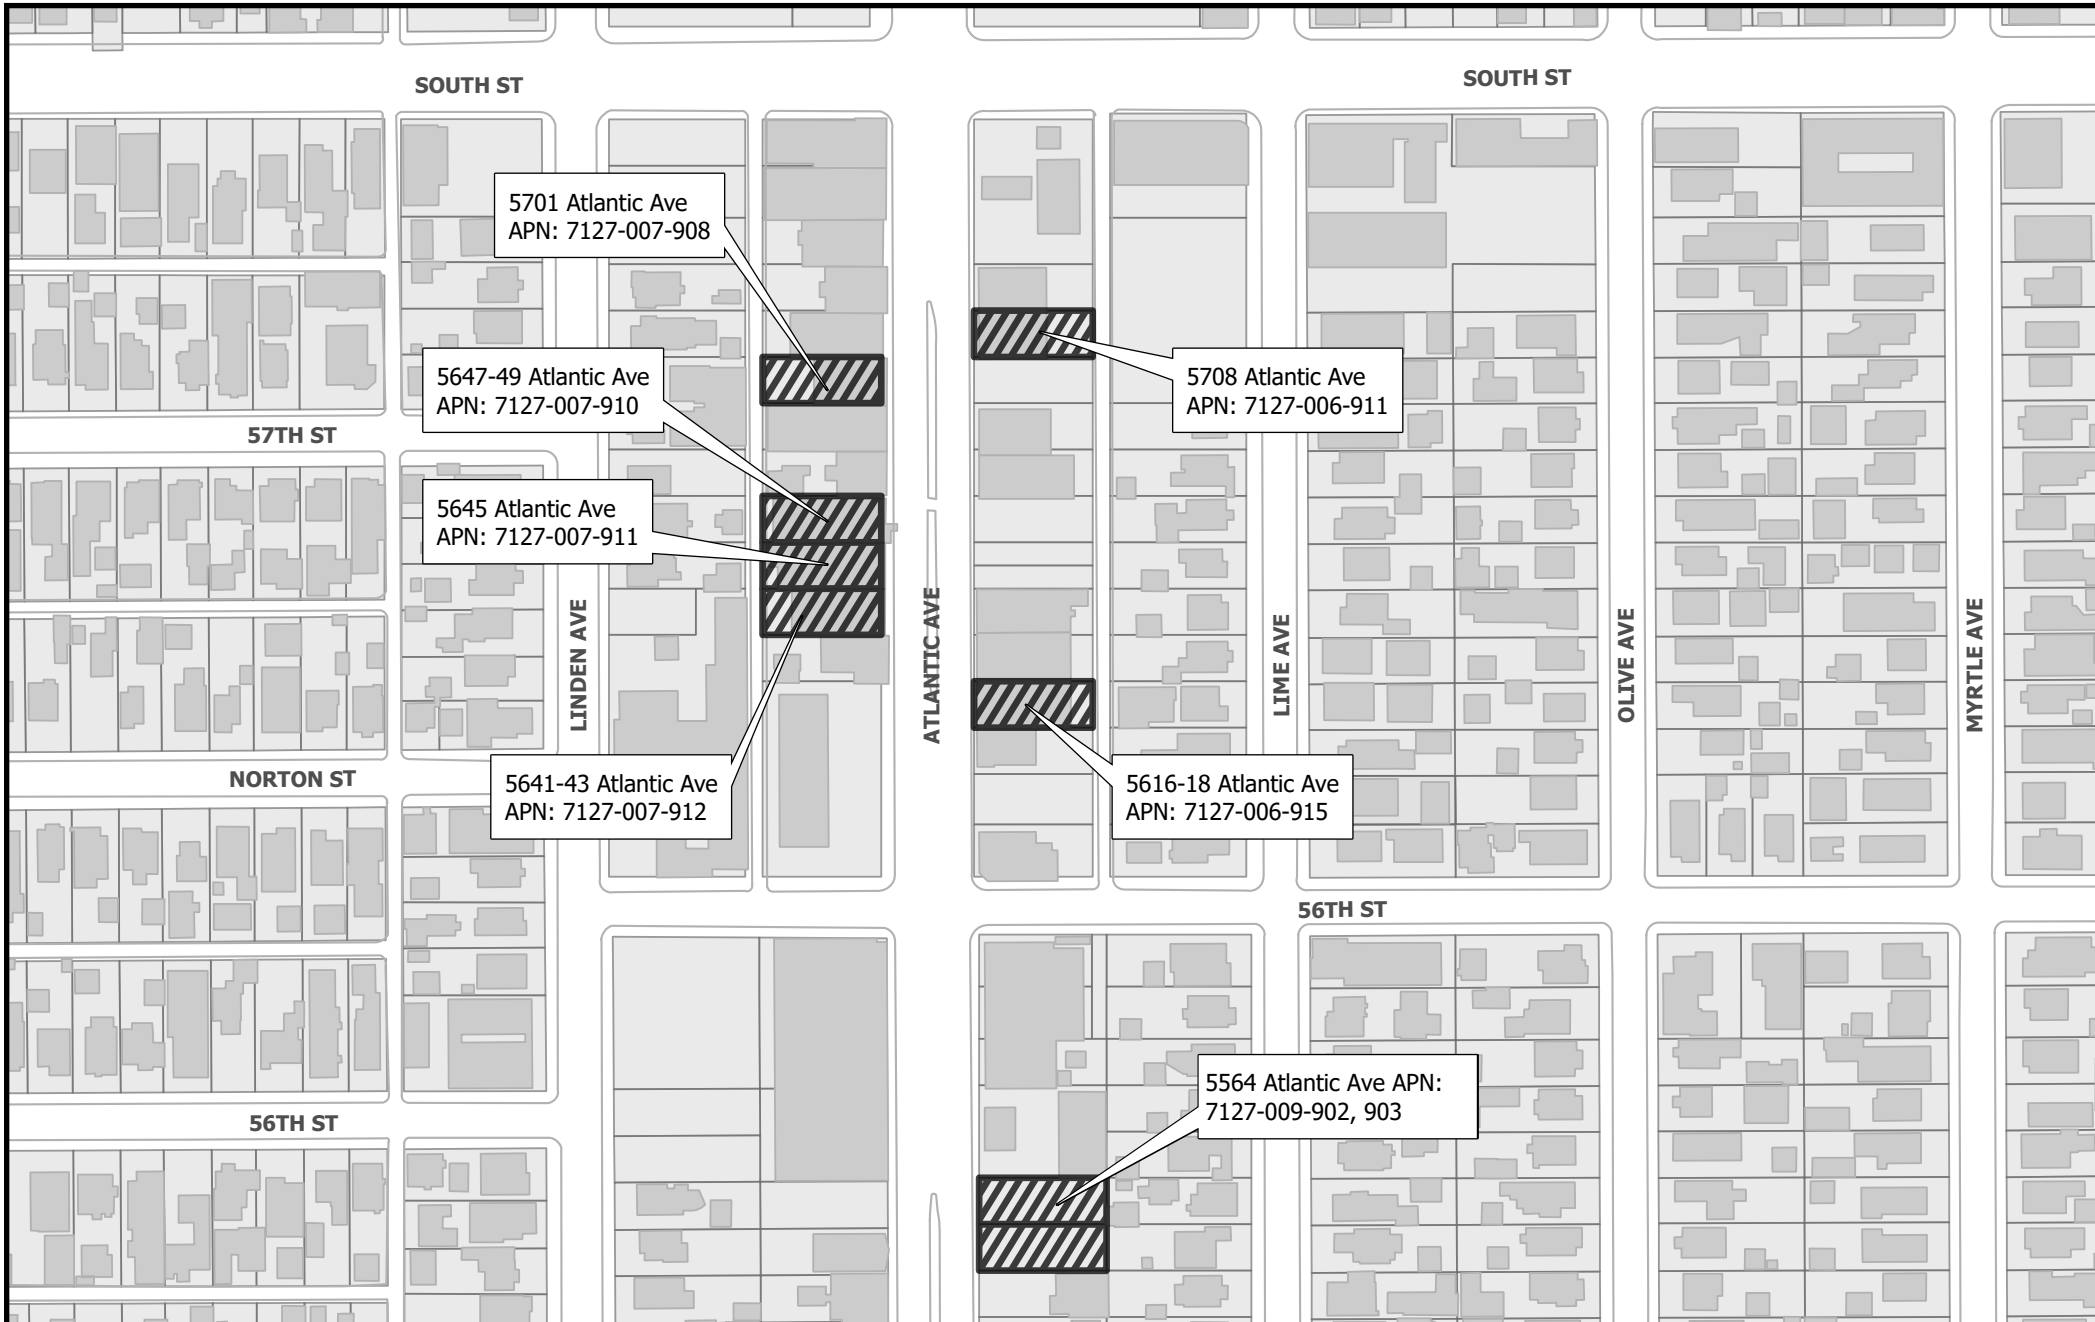 SOUTH ST
SOUTH ST
5701 Atlantic Ave
APN: 7127-007-908
5647-49 Atlantic Ave
APN: 7127-007-910
5708 Atlantic Ave
APN: 7127-006-911
57TH ST
5645 Atlantic Ave
APN: 7127-007-911
LINDEN AVE
ATLANTIC AVE
LIME AVE
OLIVE AVE
MYRTLE AVE
NORTON ST
5641-43 Atlantic Ave
APN: 7127-007-912
5616-18 Atlantic Ave
APN: 7127-006-915
56TH ST
5564 Atlantic Ave APN:
7127-009-902, 903
56TH ST